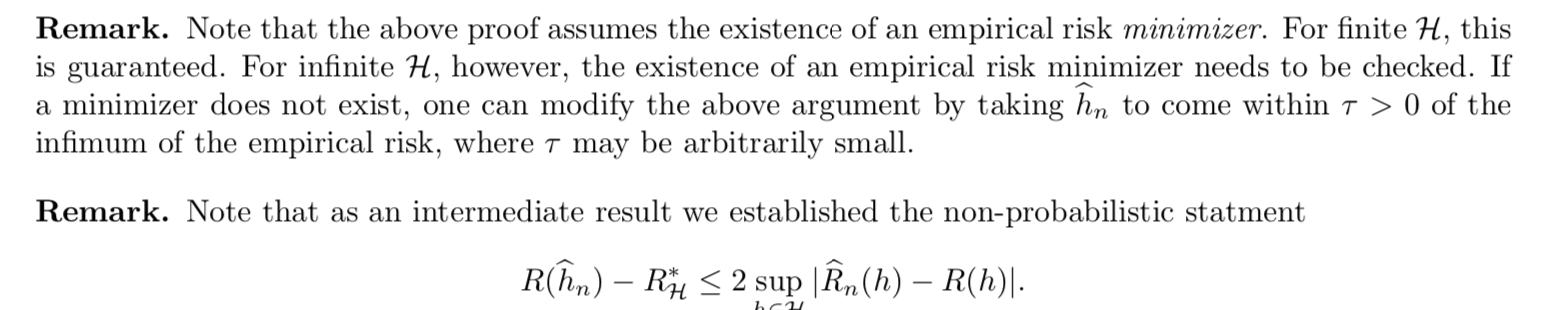 Remark. Note that the above proof assumes the existence of an empirical risk minimizer. For finite ℋ, this
is guaranteed. For infinite ℋ, however, the existence of an empirical risk minimizer needs to be checked. If
a minimizer does not exist, one can modify the above argument by taking ĥₙ to come within τ > 0 of the
infimum of the empirical risk, where τ may be arbitrarily small.
Remark. Note that as an intermediate result we established the non-probabilistic statment
R(ĥₙ) − R*_ℋ ≤ 2 sup |R̂ₙ(h) − R(h)|.